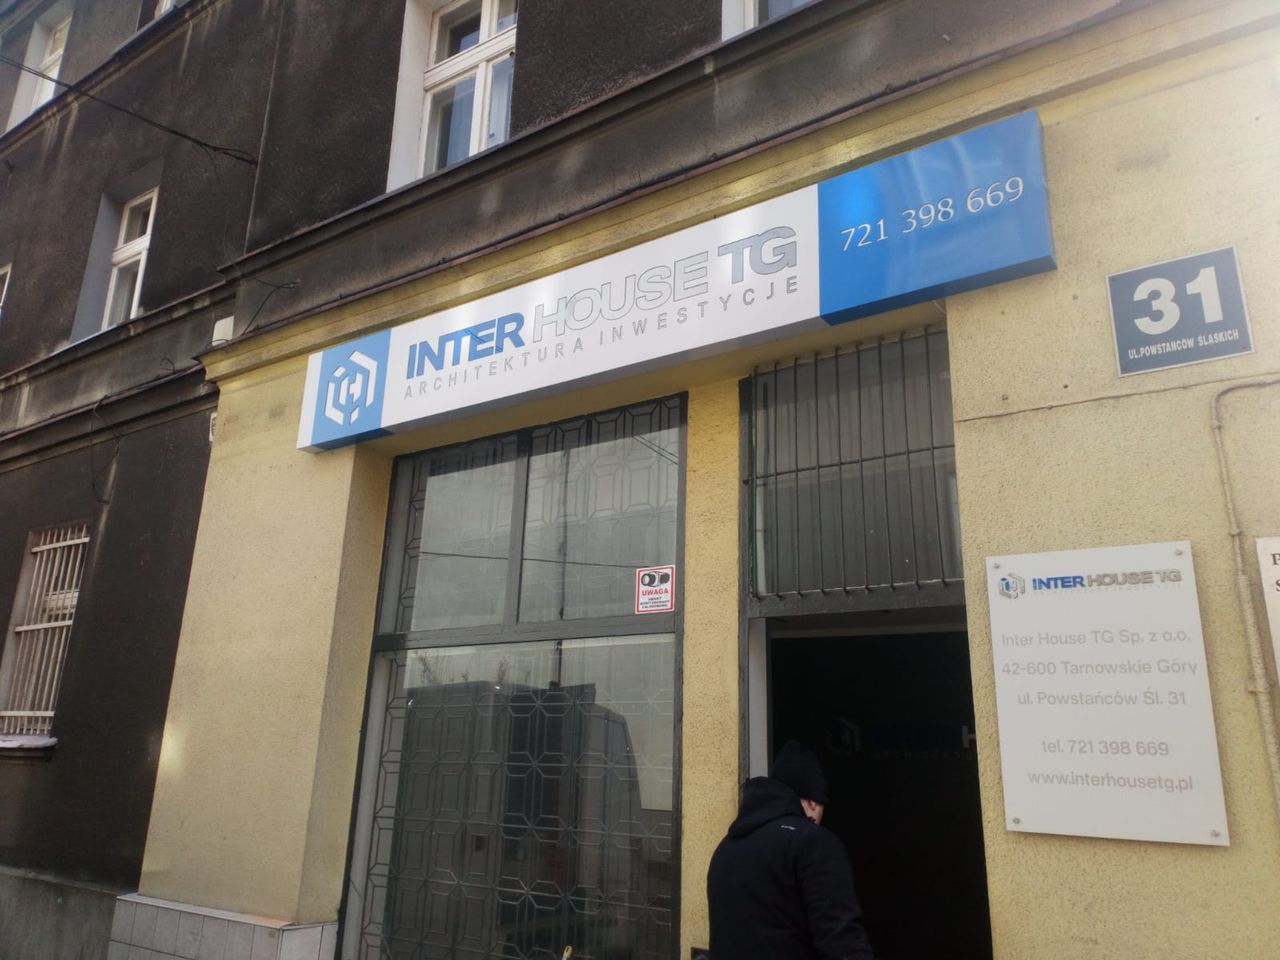 INTER HOUSE TG
ARCHITEKTURA INWESTYCJE
721 398 669
31
UL.POWSTAŃCÓW ŚLASKICH
UWAGA
INTER HOUSE TG
Inter House TG Sp. z o.o.
42-600 Tarnowskie Góry
ul. Powstańców Śl. 31
tel. 721 398 669
www.interhousetg.pl